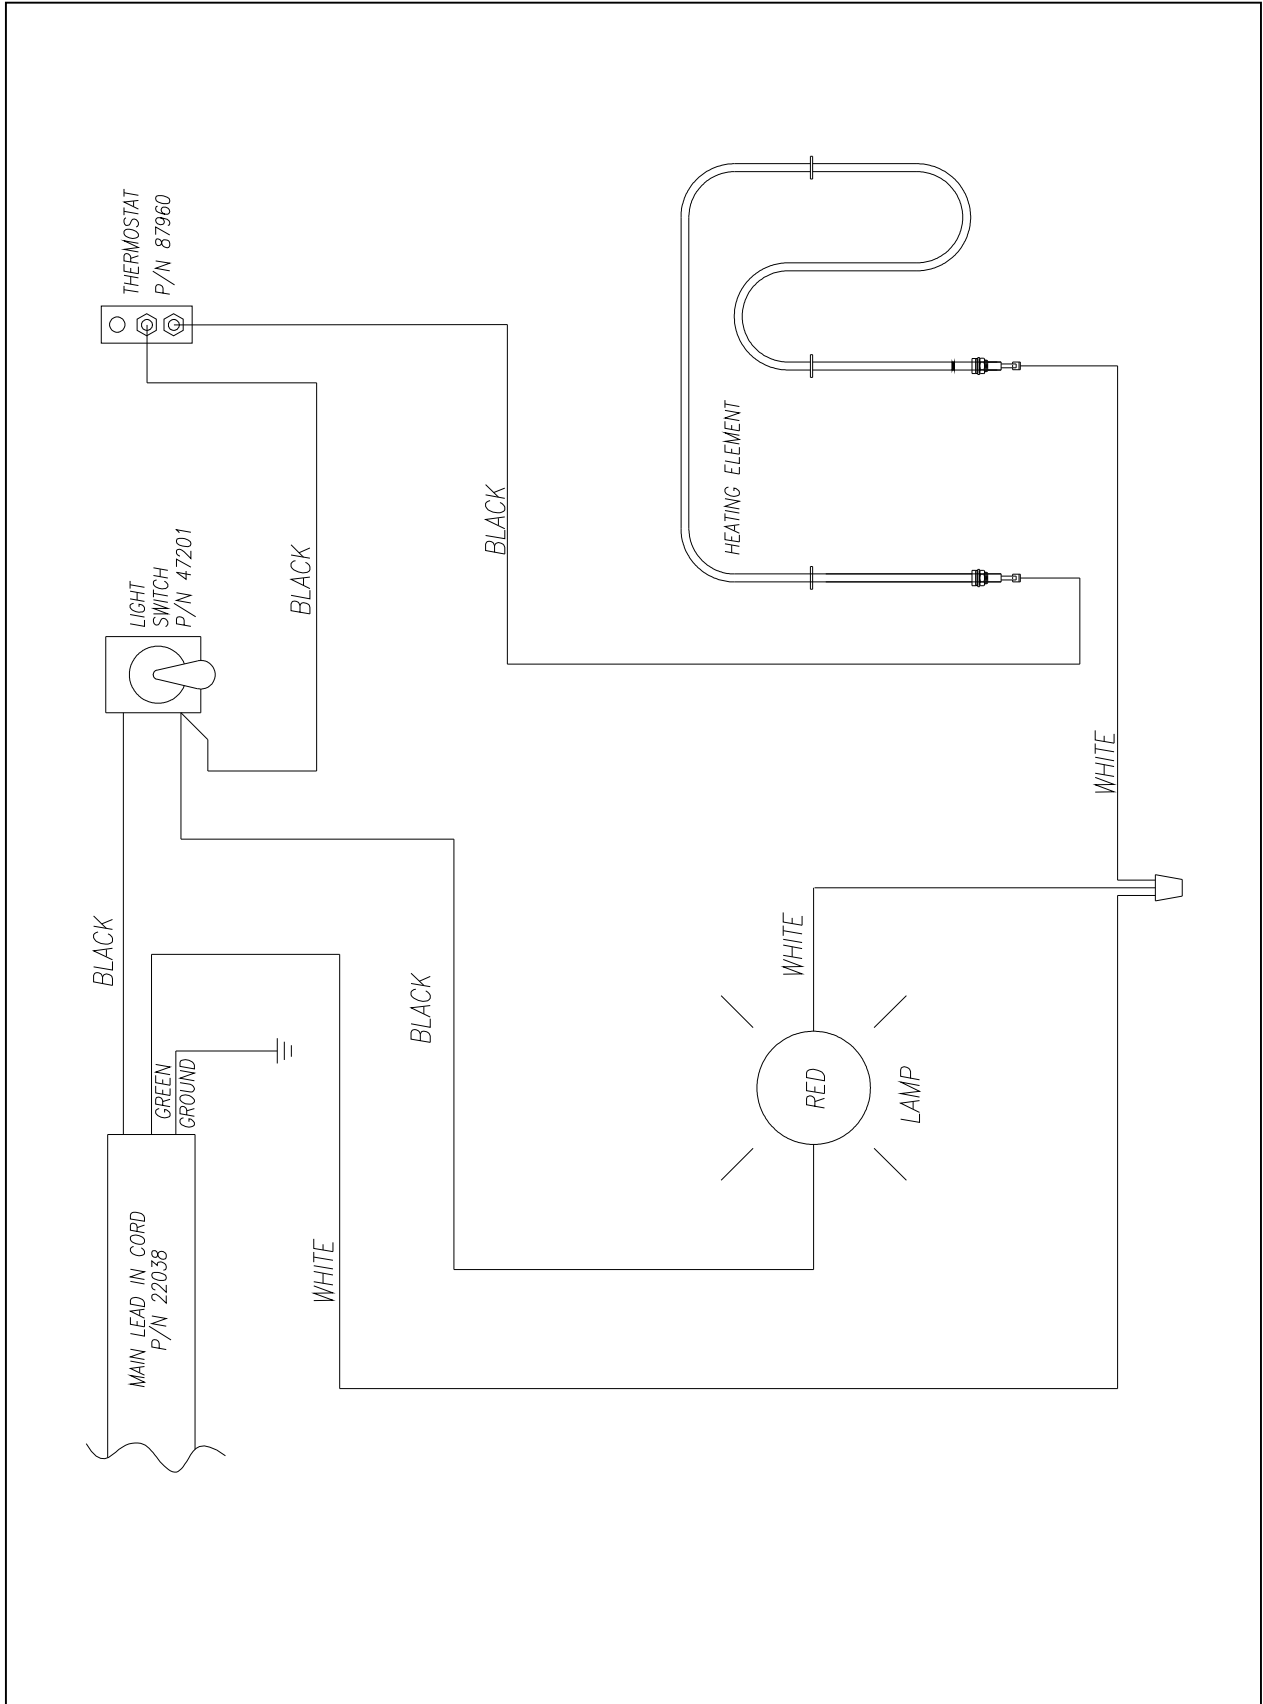 THERMOSTAT
P/N 87960
LIGHT
SWITCH
P/N 47201
BLACK
BLACK
HEATING ELEMENT
BLACK
WHITE
BLACK
WHITE
GREEN
GROUND
RED
LAMP
MAIN LEAD IN CORD
P/N 22038
WHITE